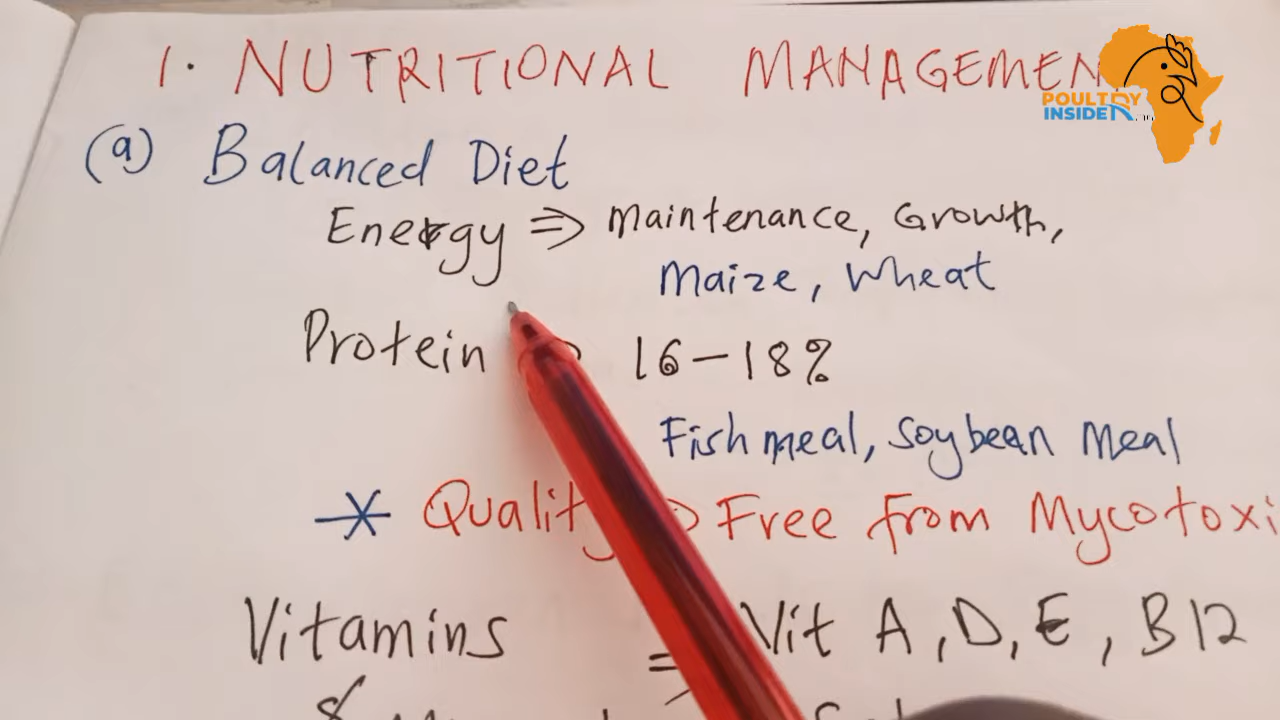 1. NUTRITIONAL MANAGEMEN
POULTRY
INSIDER
(a) Balanced Diet
Energy ⇒ Maintenance, Growth,
Maize, Wheat
Protein 16-18%
Fish meal, Soybean Meal
* Quality Free from Mycotoxi
Vitamins = Vit A, D, E, B12
&